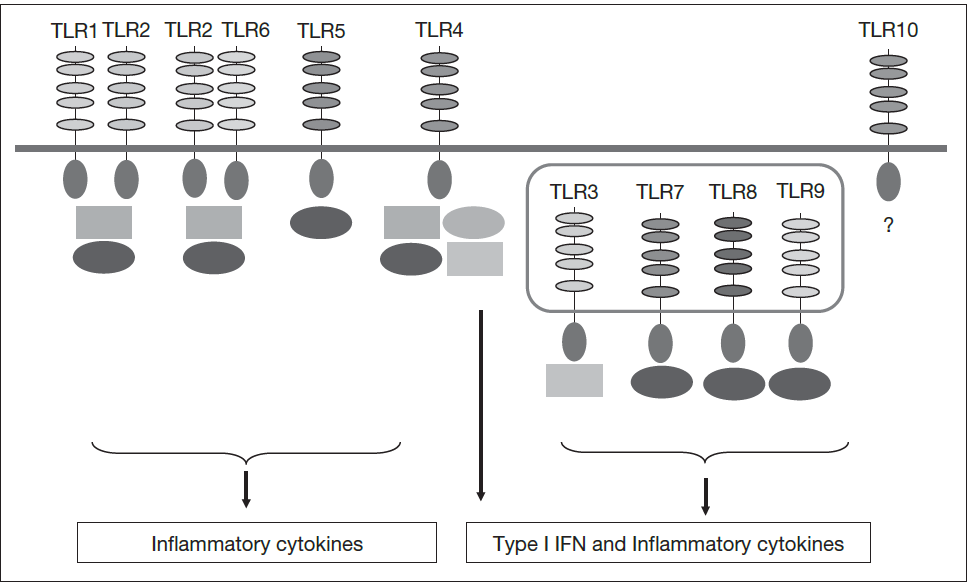 TLR1 TLR2 TLR2 TLR6 TLR5 TLR4 TLR10
TLR3 TLR7 TLR8 TLR9
?
Inflammatory cytokines
Type I IFN and Inflammatory cytokines